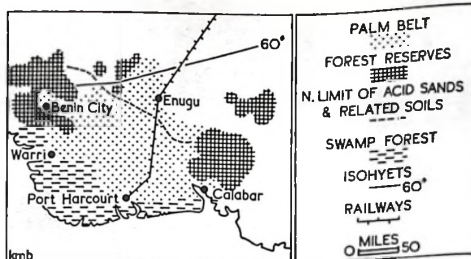 60"
Benin City
Enugu
Warri
Port Harcourt
Calabar
kmb
PALM BELT
FOREST RESERVES
N. LIMIT OF ACID SANDS
& RELATED SOILS
SWAMP FOREST
ISOHYETS
60"
RAILWAYS
MILES
0 50